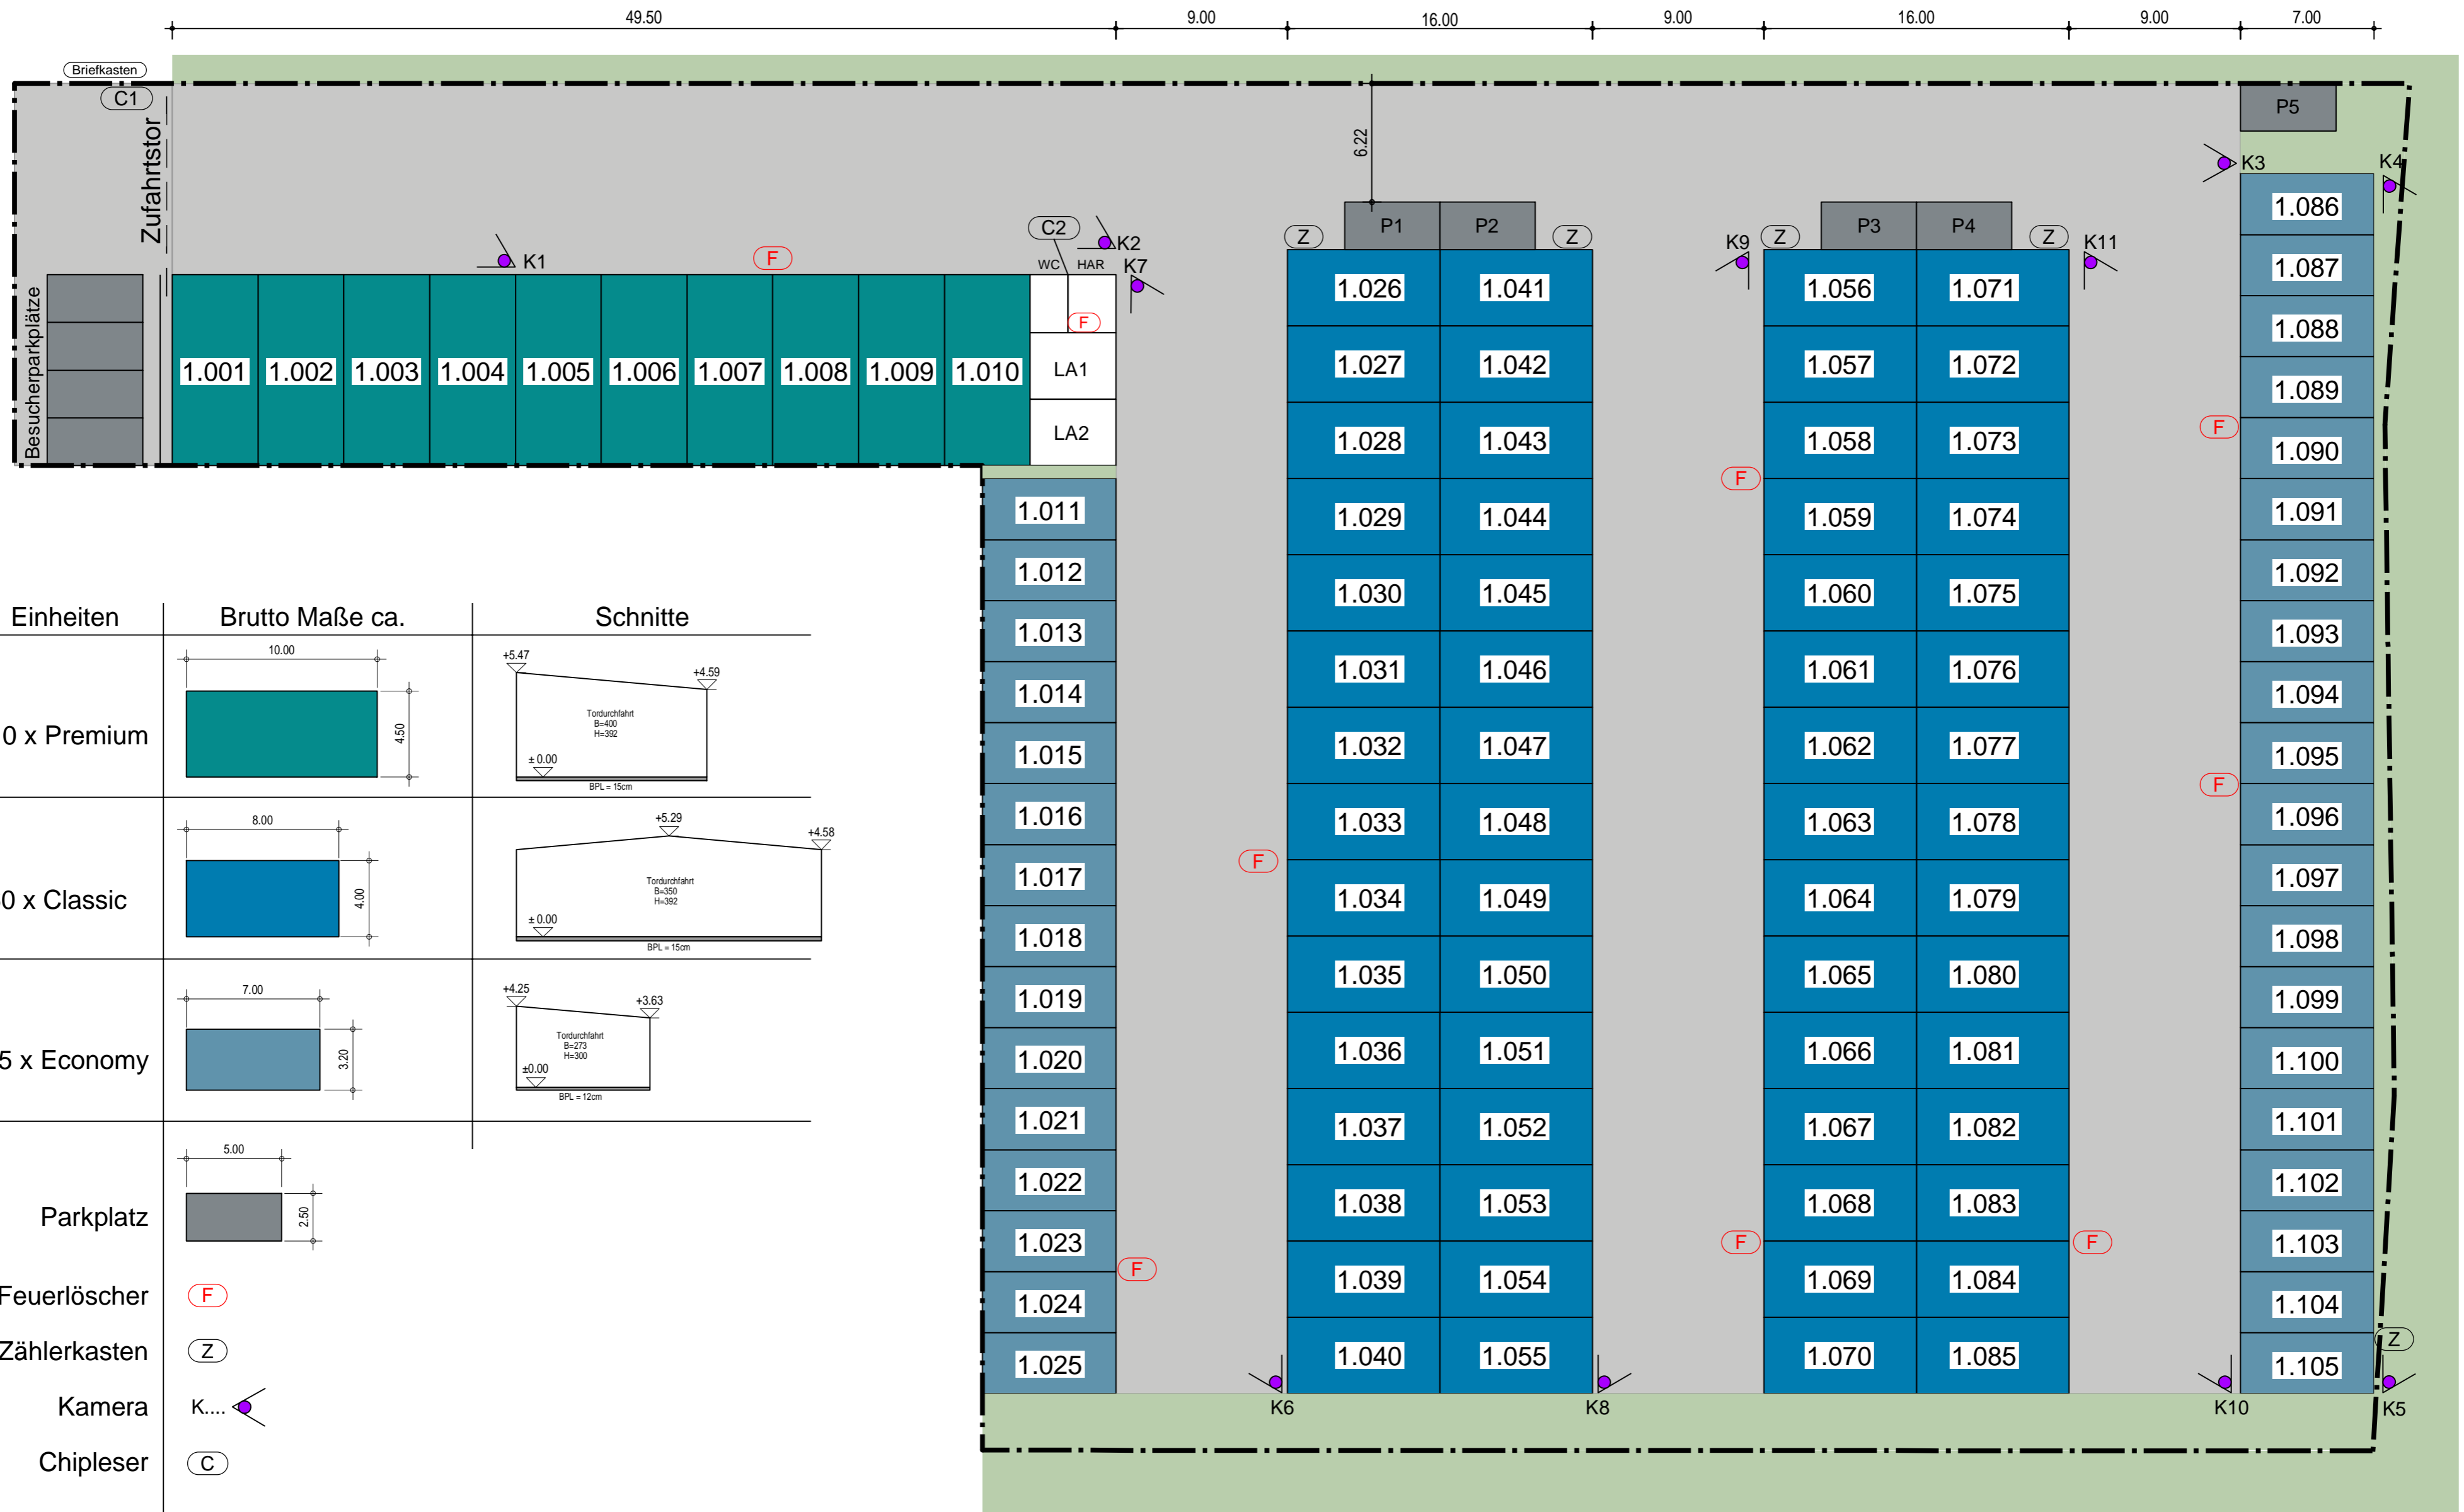 49.50 9.00 16.00 9.00 16.00 9.00 7.00
Briefkasten
C1
Zufahrtstor
Besucherparkplätze
6.22
P5
K3 K4
P1 P2 P3 P4
Z Z Z Z
K1 F C2 K2
WC HAR K7
K9 K11
F
1.001 1.002 1.003 1.004 1.005 1.006 1.007 1.008 1.009 1.010
LA1
LA2
1.011
1.012
1.013
1.014
1.015
1.016
1.017
1.018
1.019
1.020
1.021
1.022
1.023
1.024
1.025
F
1.026 1.041
1.027 1.042
1.028 1.043
1.029 1.044
1.030 1.045
1.031 1.046
1.032 1.047
1.033 1.048
1.034 1.049
1.035 1.050
1.036 1.051
1.037 1.052
1.038 1.053
1.039 1.054
1.040 1.055
F
K6 K8
1.056 1.071
1.057 1.072
1.058 1.073
1.059 1.074
1.060 1.075
1.061 1.076
1.062 1.077
1.063 1.078
1.064 1.079
1.065 1.080
1.066 1.081
1.067 1.082
1.068 1.083
1.069 1.084
1.070 1.085
F
F F
1.086
1.087
1.088
1.089
1.090
1.091
1.092
1.093
1.094
1.095
1.096
1.097
1.098
1.099
1.100
1.101
1.102
1.103
1.104
1.105
F
F
Z
K10 K5
Einheiten Brutto Maße ca. Schnitte
0 x Premium
10.00
4.50
+5.47
+4.59
Tordurchfahrt
B=400
H=392
± 0.00
BPL = 15cm
0 x Classic
8.00
4.00
+5.29
+4.58
Tordurchfahrt
B=350
H=392
± 0.00
BPL = 15cm
5 x Economy
7.00
3.20
+4.25
+3.63
Tordurchfahrt
B=273
H=300
±0.00
BPL = 12cm
Parkplatz
5.00
2.50
Feuerlöscher F
Zählerkasten Z
Kamera K....
Chipleser C